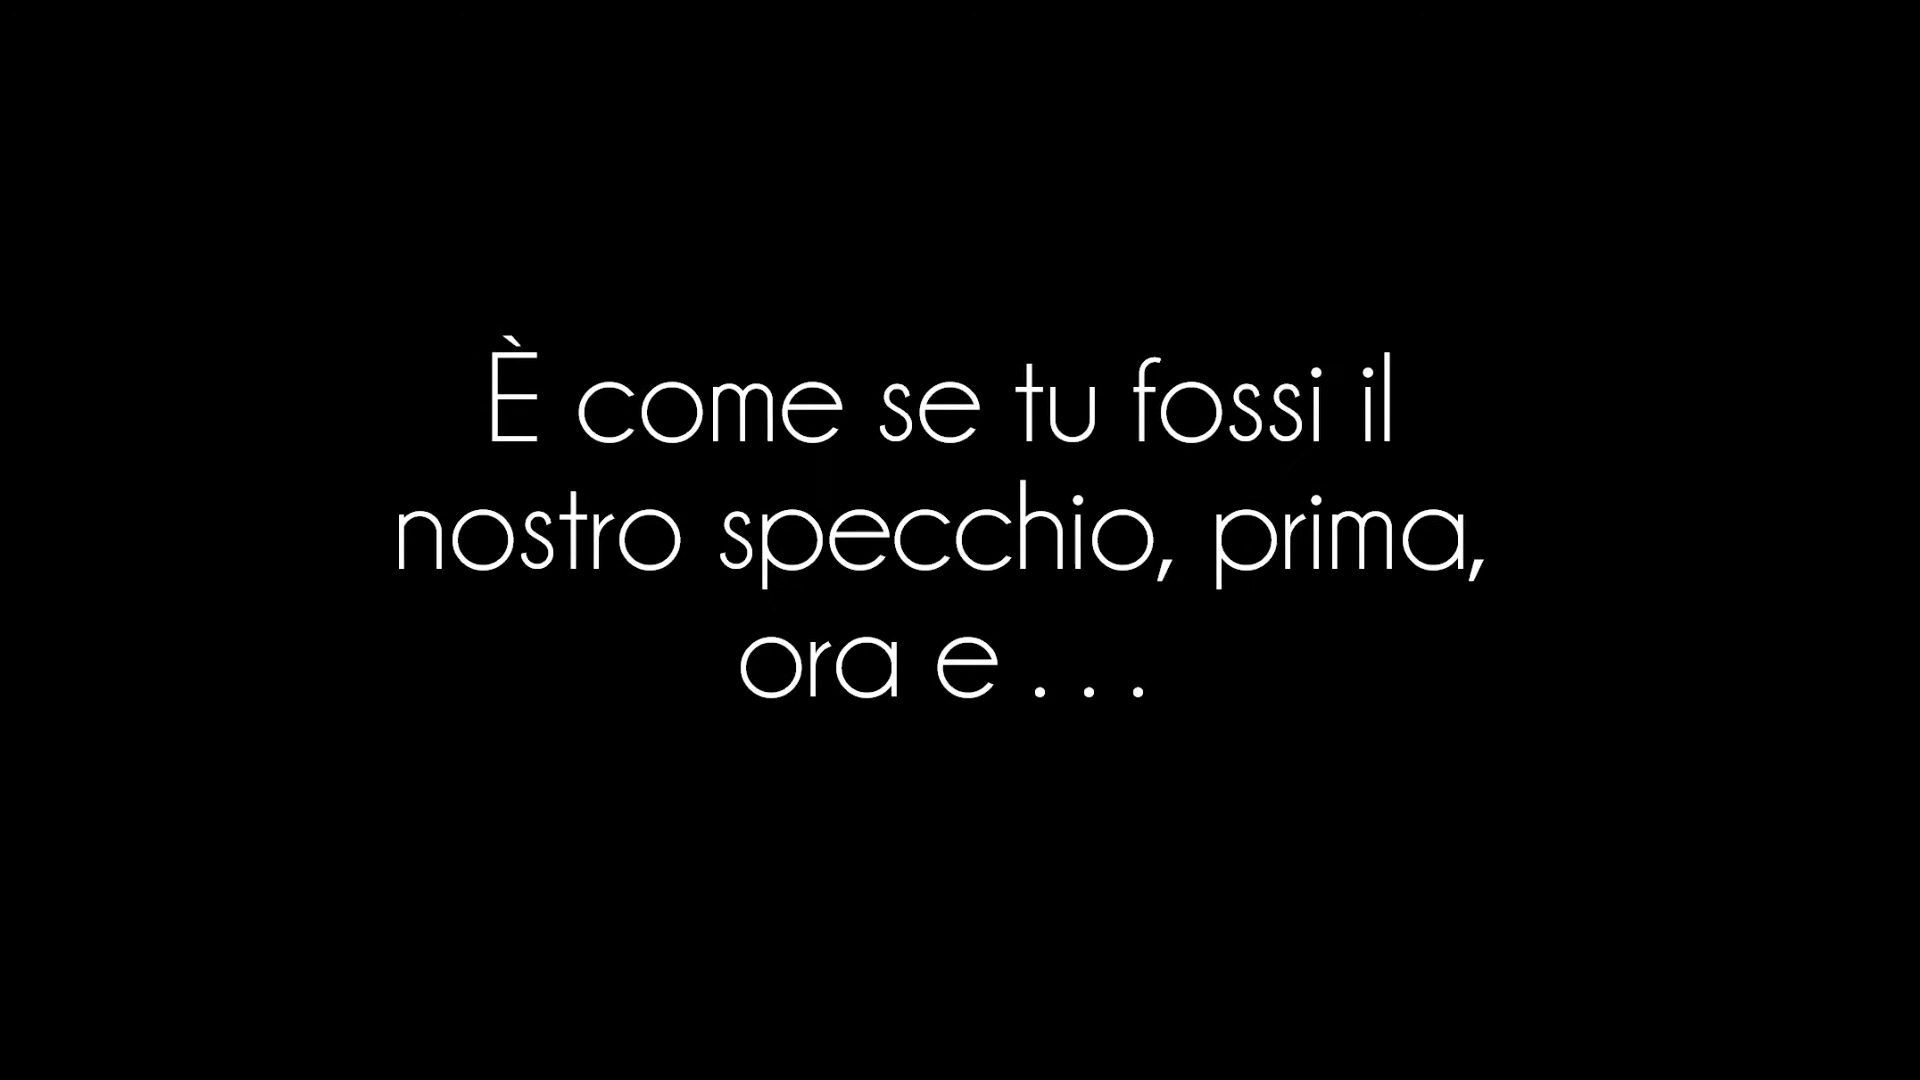 È come se tu fossi il
nostro specchio, prima,
ora e . . .